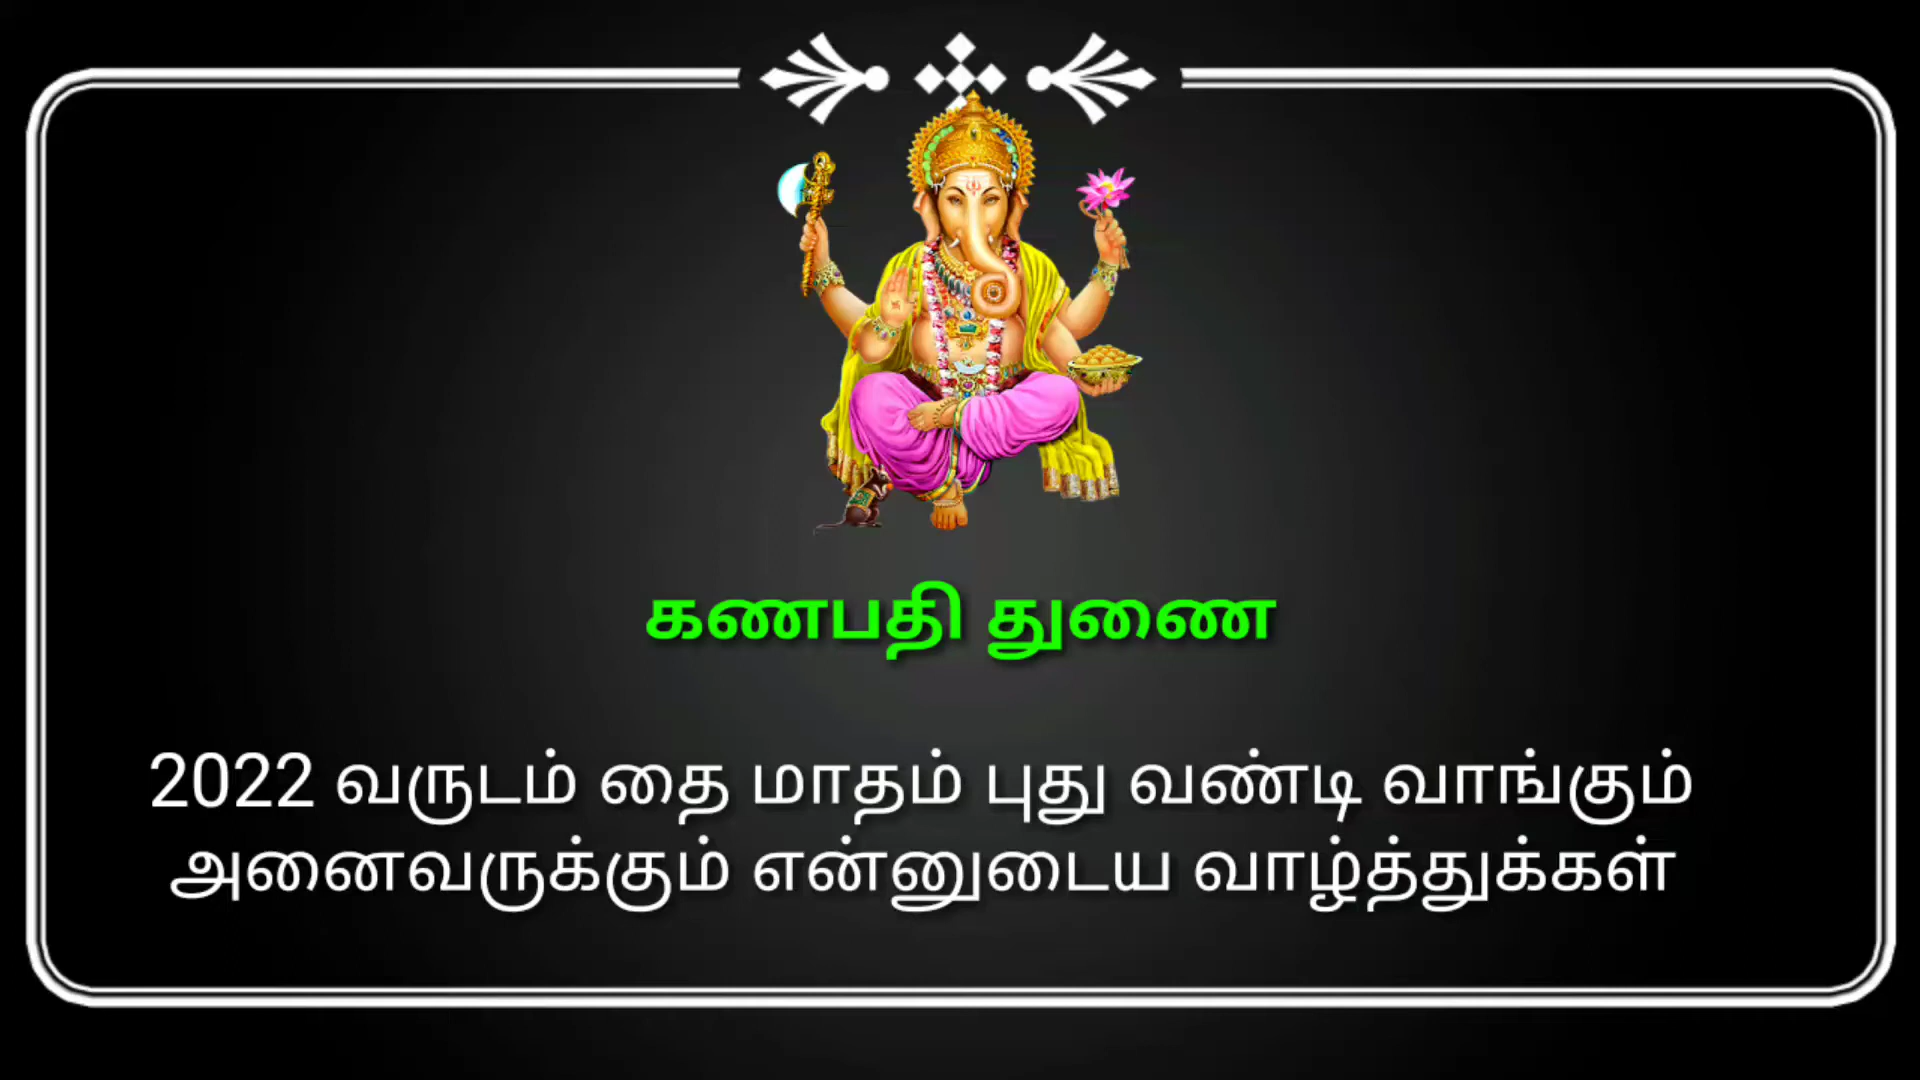 கணபதி துணை
2022 வருடம் தை மாதம் புது வண்டி வாங்கும்
அனைவருக்கும் என்னுடைய வாழ்த்துக்கள்